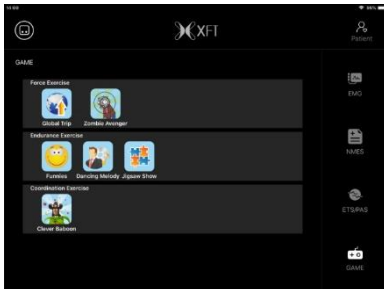 XFT
Patient
GAME
Force Exercise
Global Trip Zombie Avenger
EMG
Endurance Exercise
Funnies Dancing Melody Jigsaw Show
NMES
Coordination Exercise
Clever Baboon
ETS/PAS
GAME